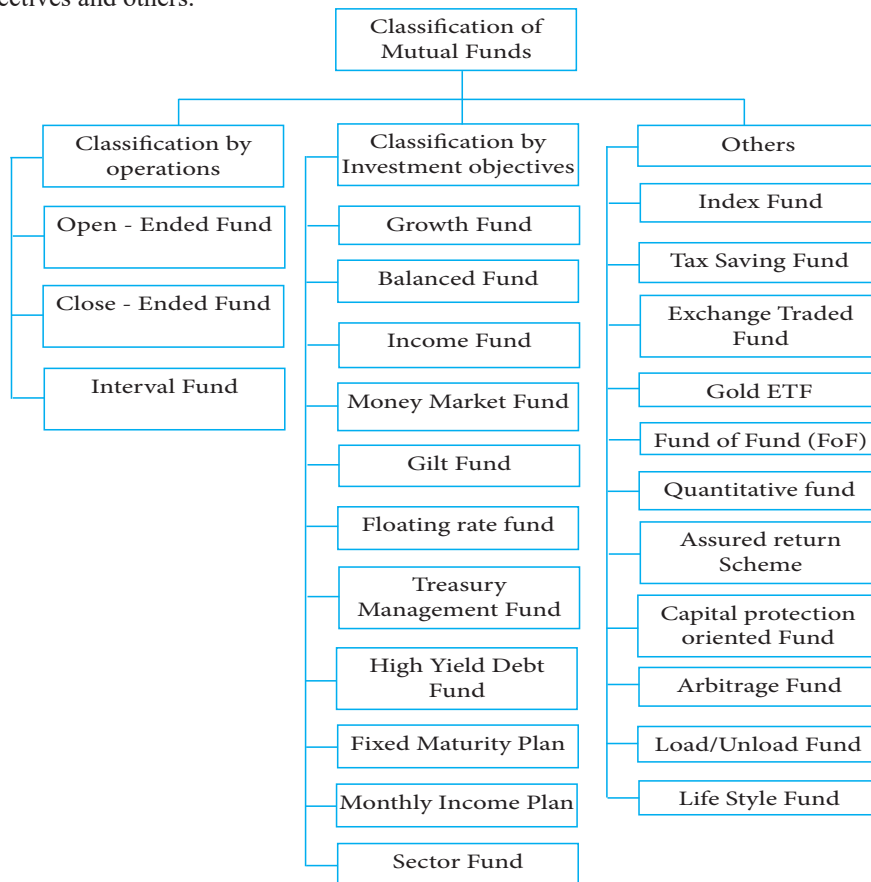 ectives and others.
Classification of
Mutual Funds
Classification by
operations
Open - Ended Fund
Close - Ended Fund
Interval Fund
Classification by
Investment objectives
Growth Fund
Balanced Fund
Income Fund
Money Market Fund
Gilt Fund
Floating rate fund
Treasury
Management Fund
High Yield Debt
Fund
Fixed Maturity Plan
Monthly Income Plan
Sector Fund
Others
Index Fund
Tax Saving Fund
Exchange Traded
Fund
Gold ETF
Fund of Fund (FoF)
Quantitative fund
Assured return
Scheme
Capital protection
oriented Fund
Arbitrage Fund
Load/Unload Fund
Life Style Fund